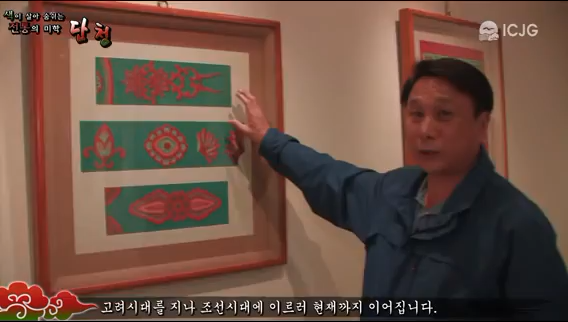 색이 살아 숨쉬는
전통의 미학 단청
ICJG
고려시대를 지나 조선시대에 이르러 현재까지 이어집니다.